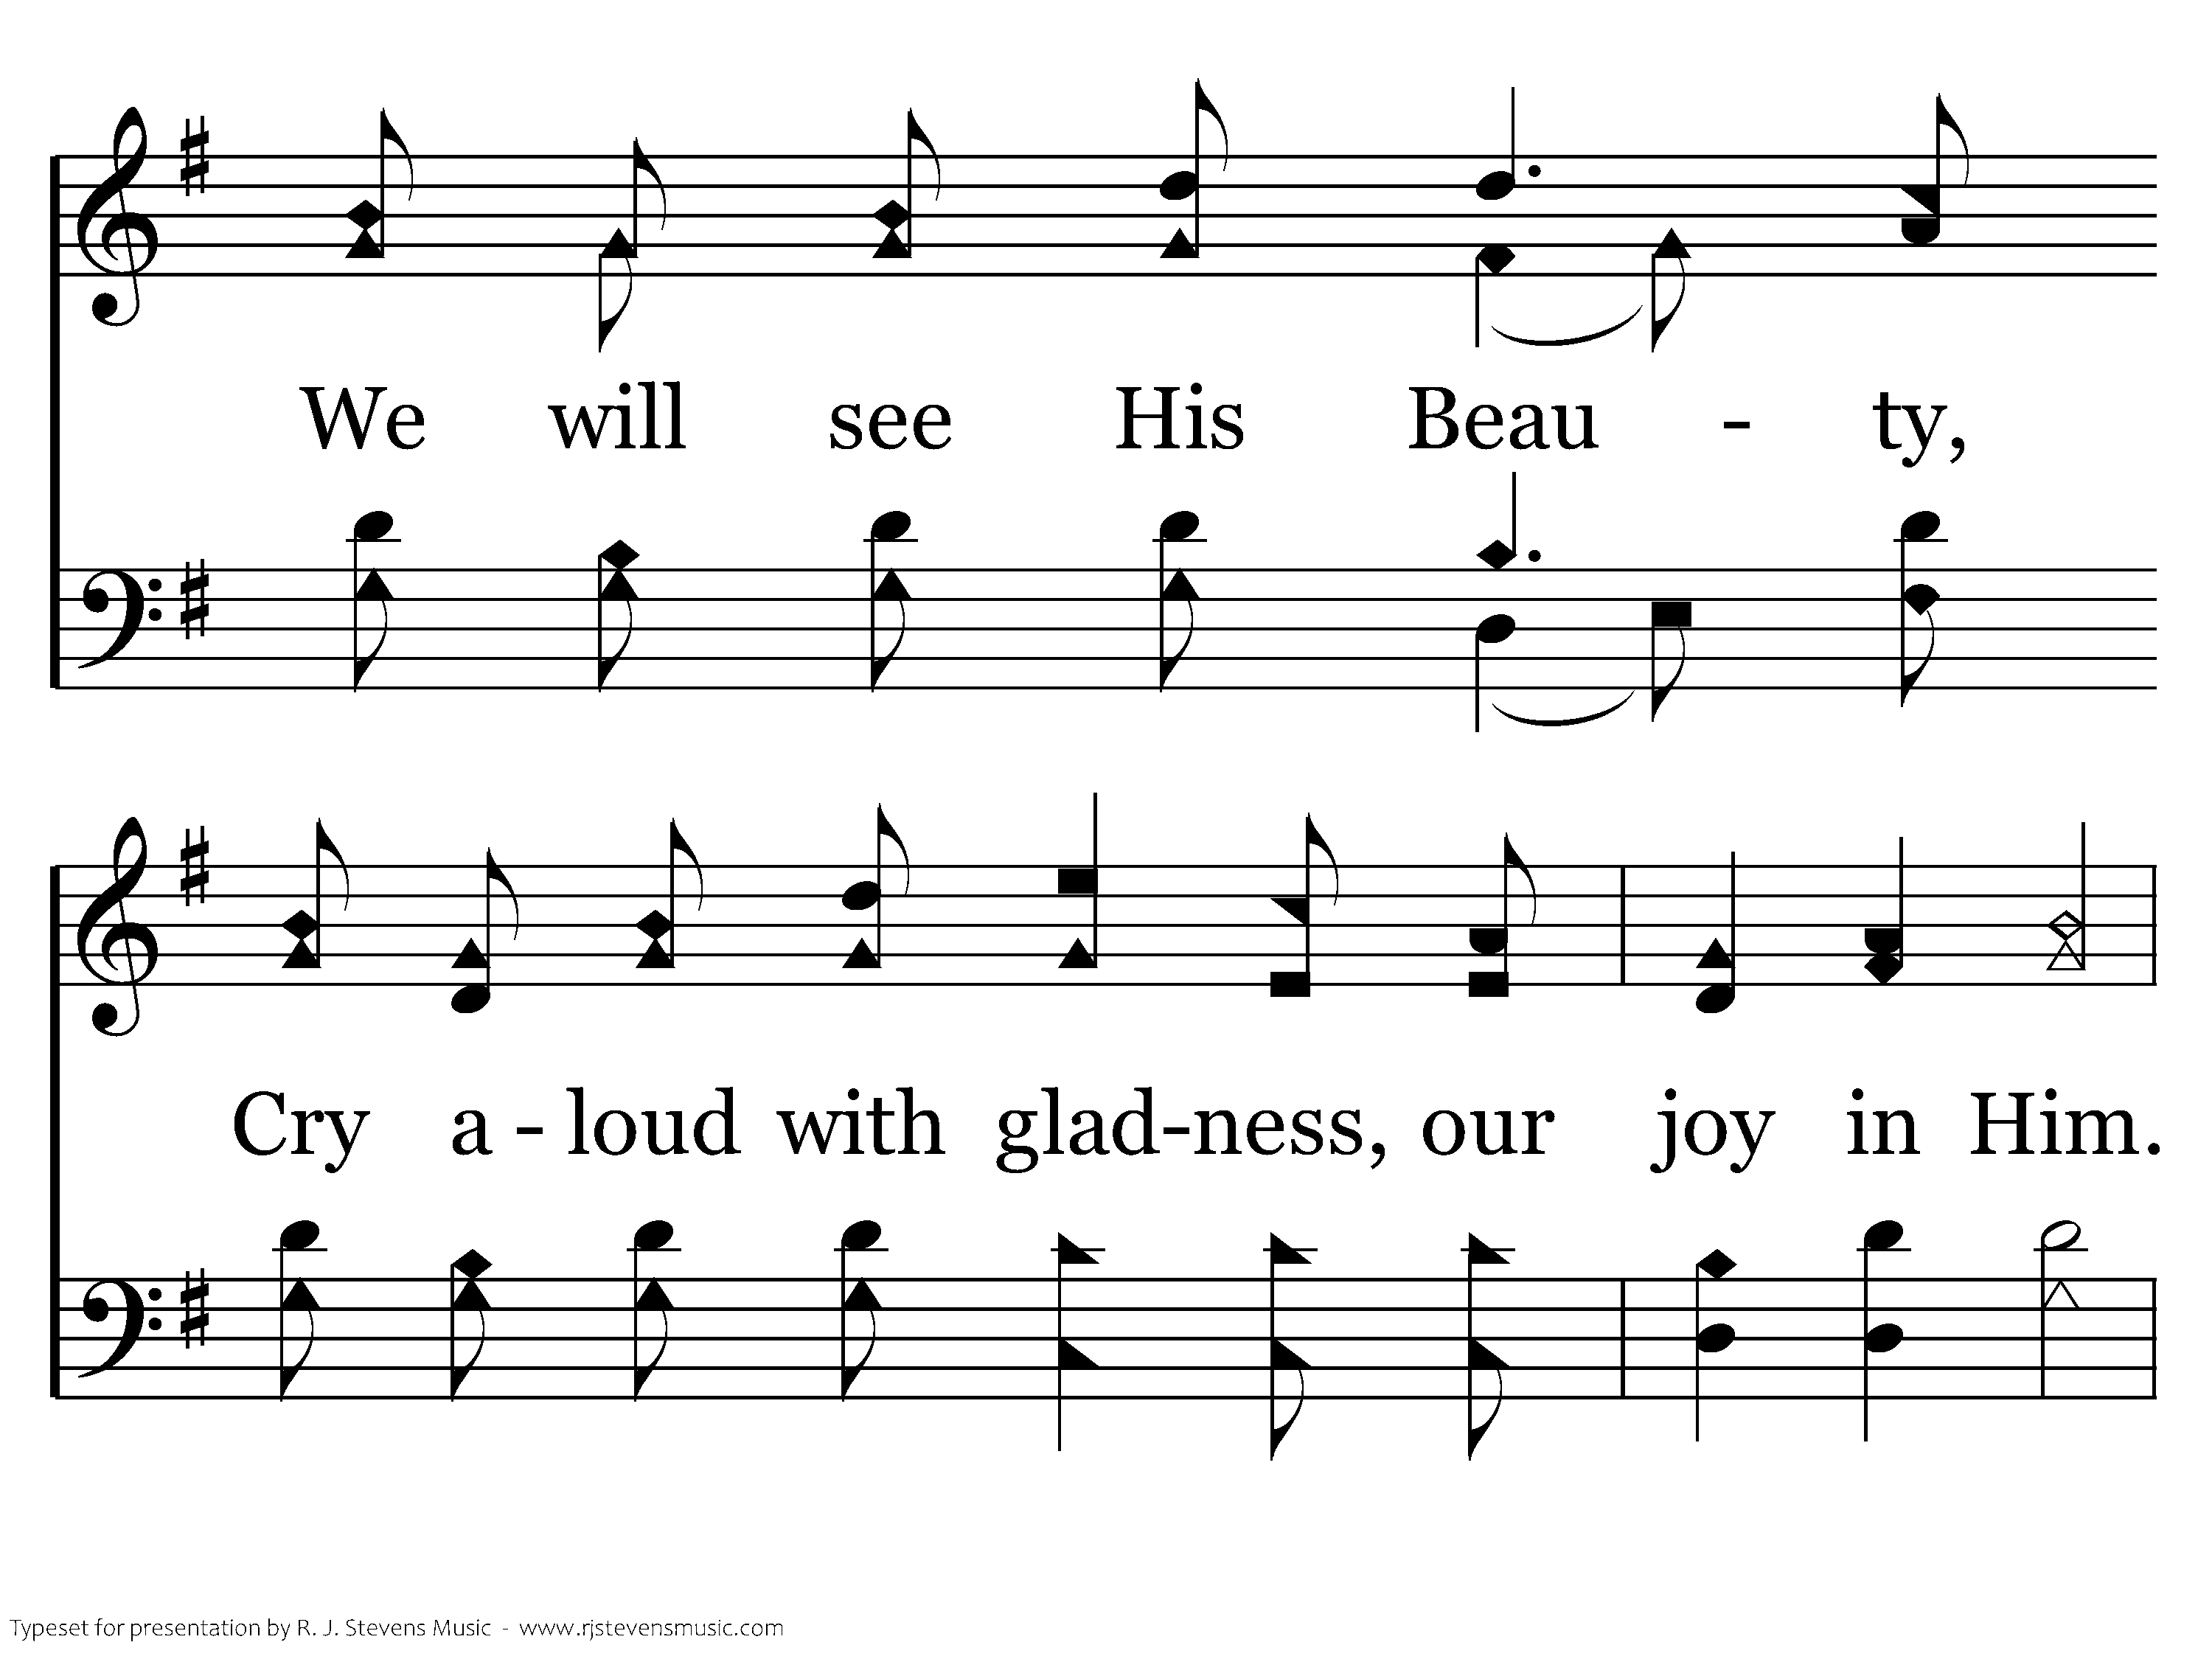 We will see His Beau - ty,
Cry a - loud with glad-ness, our joy in Him.
Typeset for presentation by R. J. Stevens Music - www.rjstevensmusic.com